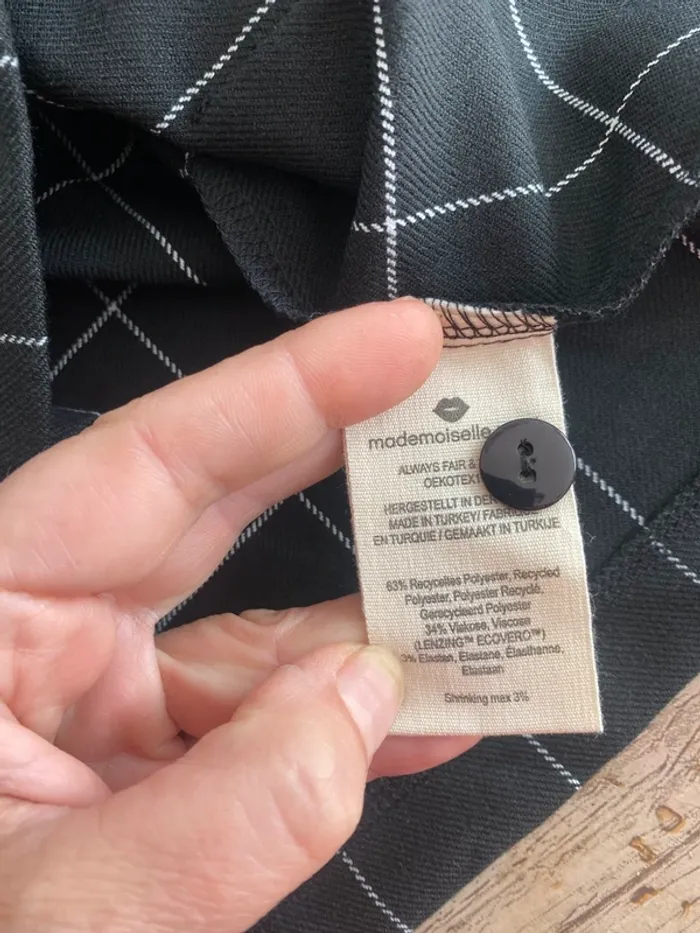 mademoiselle
ALWAYS FAIR &
OEKOTEX
HERGESTELLT IN DER
MADE IN TURKEY/
EN TURQUIE / GEMAAKT IN TURKIJE
63% Recyceltes Polyester, Recycled
Polyester, Polyester Recyclé,
Gerecycleerd Polyester
34% Viskose, Viscose
(LENZING™ ECOVERO™)
3% Elastan, Elastane, Élasthanne,
Elastaan
Shrinking max 3%